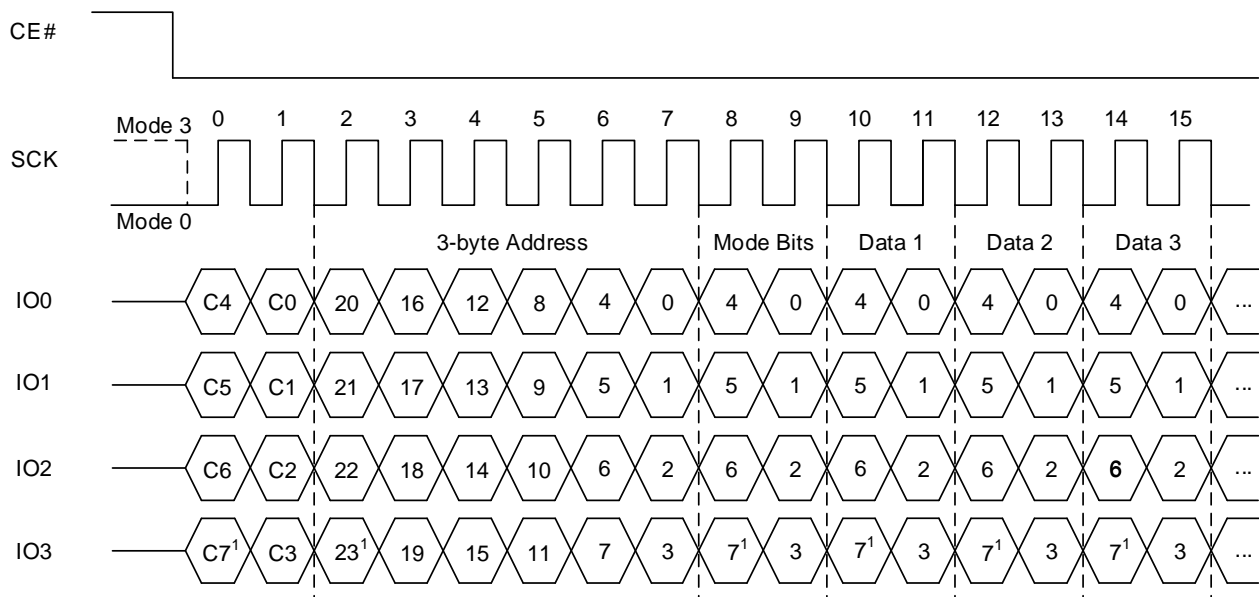 CE#
Mode 3 0 1 2 3 4 5 6 7 8 9 10 11 12 13 14 15
SCK
Mode 0
3-byte Address Mode Bits Data 1 Data 2 Data 3
IO0 C4 C0 20 16 12 8 4 0 4 0 4 0 4 0 4 0 ...
IO1 C5 C1 21 17 13 9 5 1 5 1 5 1 5 1 5 1 ...
IO2 C6 C2 22 18 14 10 6 2 6 2 6 2 6 2 6 2 ...
IO3 C7¹ C3 23¹ 19 15 11 7 3 7¹ 3 7¹ 3 7¹ 3 7¹ 3 ...